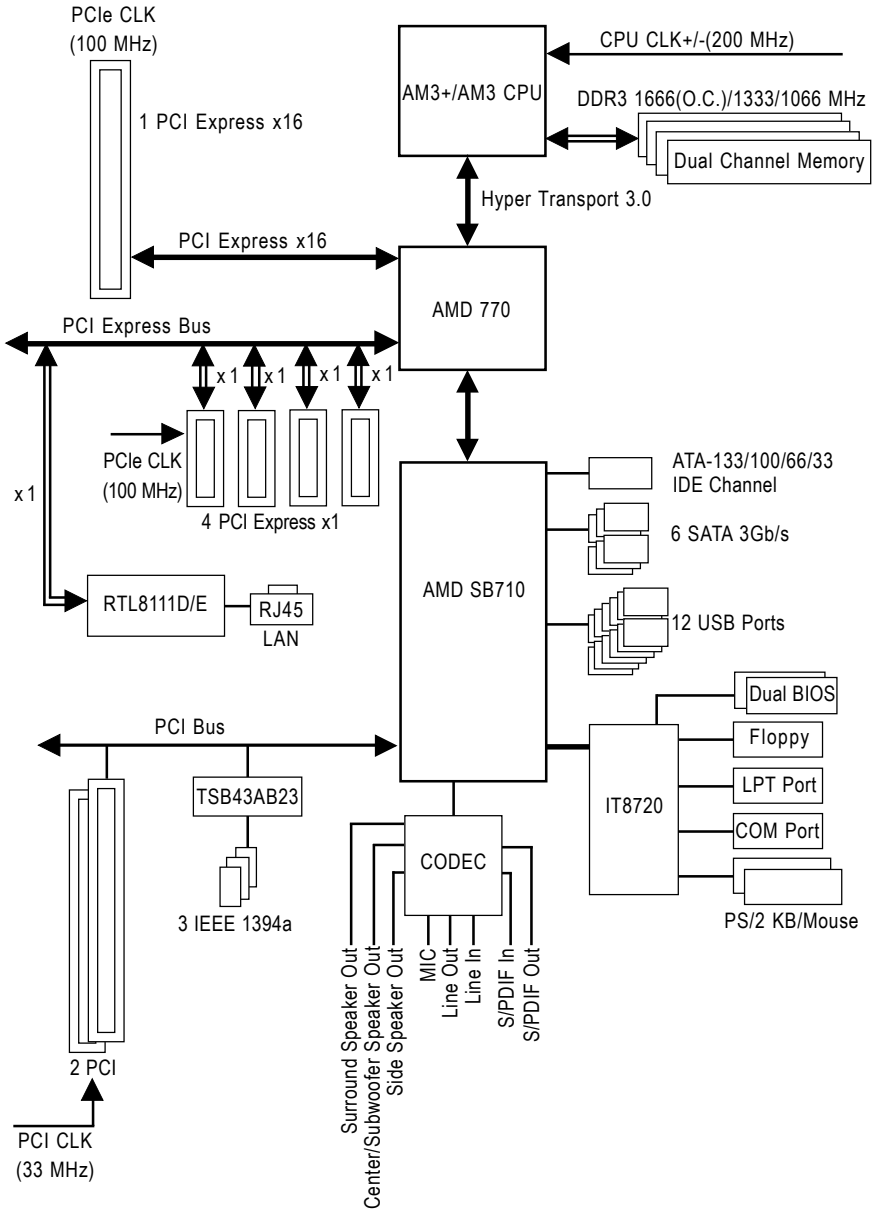 PCIe CLK
(100 MHz)
1 PCI Express x16
AM3+/AM3 CPU
CPU CLK+/-(200 MHz)
DDR3 1666(O.C.)/1333/1066 MHz
Dual Channel Memory
Hyper Transport 3.0
PCI Express x16
AMD 770
PCI Express Bus
x1
x1
x1
x1
x1
PCIe CLK
(100 MHz)
4 PCI Express x1
RTL8111D/E
RJ45
LAN
AMD SB710
ATA-133/100/66/33
IDE Channel
6 SATA 3Gb/s
12 USB Ports
Dual BIOS
Floppy
LPT Port
COM Port
PS/2 KB/Mouse
IT8720
PCI Bus
TSB43AB23
3 IEEE 1394a
CODEC
Surround Speaker Out
Center/Subwoofer Speaker Out
Side Speaker Out
MIC
Line Out
Line In
S/PDIF In
S/PDIF Out
2 PCI
PCI CLK
(33 MHz)